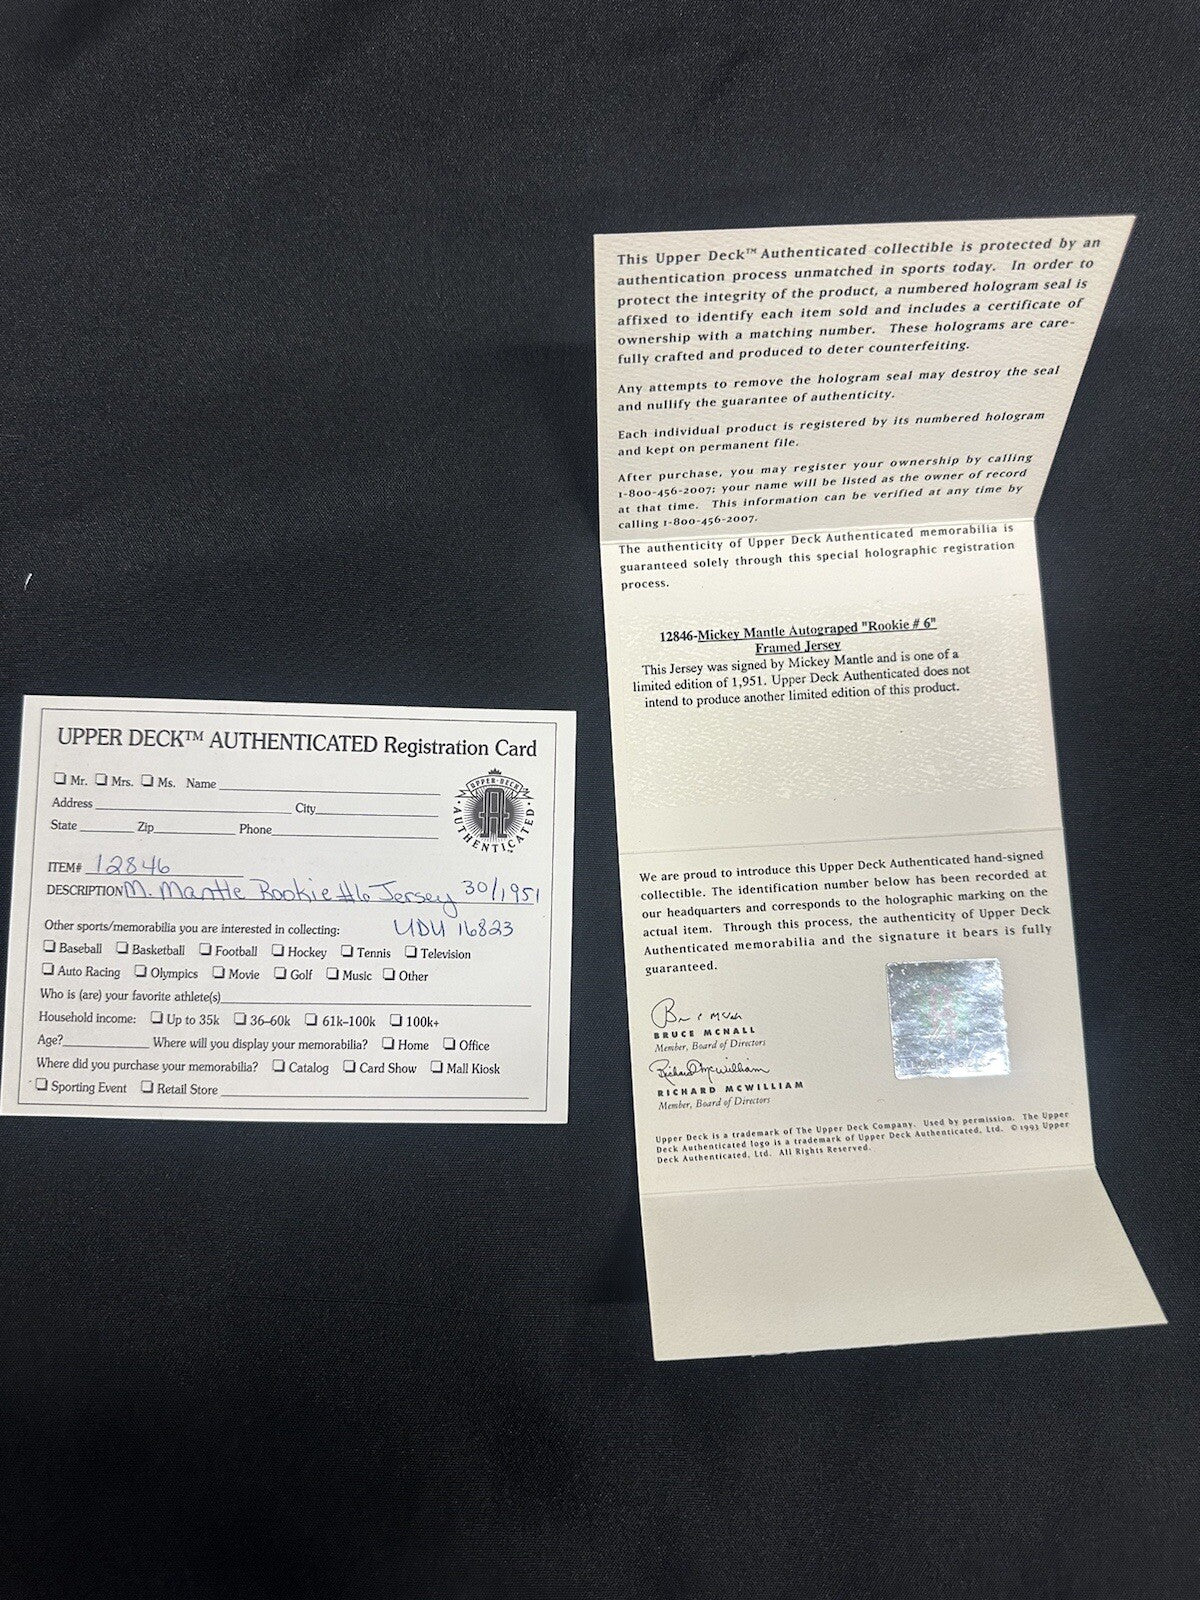 UPPER DECK™ AUTHENTICATED Registration Card
Mr. Mrs. Ms. Name
Address City
State Zip Phone
UPPER·DECK
AUTHENTICATED
ITEM# 12846
DESCRIPTION M. Mantle Rookie #6 Jersey 30/1951
Other sports/memorabilia you are interested in collecting: UDU 16823
Baseball Basketball Football Hockey Tennis Television
Auto Racing Olympics Movie Golf Music Other
Who is (are) your favorite athlete(s)
Household income: Up to 35k 36–60k 61k–100k 100k+
Age? Where will you display your memorabilia? Home Office
Where did you purchase your memorabilia? Catalog Card Show Mall Kiosk
Sporting Event Retail Store
This Upper Deck™ Authenticated collectible is protected by an
authentication process unmatched in sports today. In order to
protect the integrity of the product, a numbered hologram seal is
affixed to identify each item sold and includes a certificate of
ownership with a matching number. These holograms are care-
fully crafted and produced to deter counterfeiting.
Any attempts to remove the hologram seal may destroy the seal
and nullify the guarantee of authenticity.
Each individual product is registered by its numbered hologram
and kept on permanent file.
After purchase, you may register your ownership by calling
1-800-456-2007; your name will be listed as the owner of record
at that time. This information can be verified at any time by
calling 1-800-456-2007.
The authenticity of Upper Deck Authenticated memorabilia is
guaranteed solely through this special holographic registration
process.
12846-Mickey Mantle Autograped "Rookie # 6"
Framed Jersey
This Jersey was signed by Mickey Mantle and is one of a
limited edition of 1,951. Upper Deck Authenticated does not
intend to produce another limited edition of this product.
We are proud to introduce this Upper Deck Authenticated hand-signed
collectible. The identification number below has been recorded at
our headquarters and corresponds to the holographic marking on the
actual item. Through this process, the authenticity of Upper Deck
Authenticated memorabilia and the signature it bears is fully
guaranteed.
BRUCE MCNALL
Member, Board of Directors
Richard McWilliam
RICHARD MCWILLIAM
Member, Board of Directors
Upper Deck is a trademark of The Upper Deck Company. Used by permission. The Upper
Deck Authenticated logo is a trademark of Upper Deck Authenticated, Ltd. © 1993 Upper
Deck Authenticated, Ltd. All Rights Reserved.